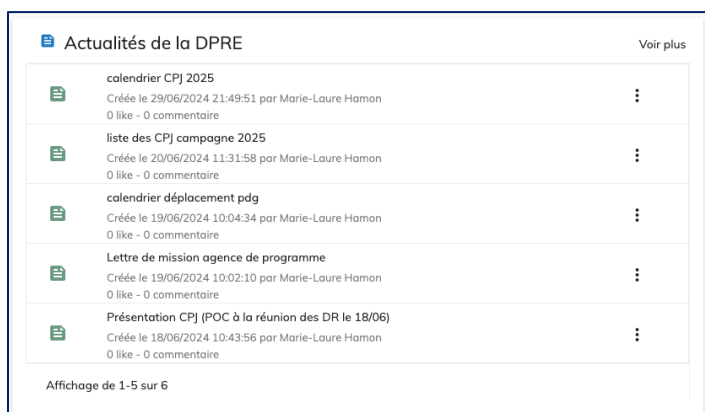 Actualités de la DPRE
Voir plus
calendrier CPJ 2025
Créée le 29/06/2024 21:49:51 par Marie-Laure Hamon
0 like - 0 commentaire
liste des CPJ campagne 2025
Créée le 20/06/2024 11:31:58 par Marie-Laure Hamon
0 like - 0 commentaire
calendrier déplacement pdg
Créée le 19/06/2024 10:04:34 par Marie-Laure Hamon
0 like - 0 commentaire
Lettre de mission agence de programme
Créée le 19/06/2024 10:02:10 par Marie-Laure Hamon
0 like - 0 commentaire
Présentation CPJ (POC à la réunion des DR le 18/06)
Créée le 18/06/2024 10:43:56 par Marie-Laure Hamon
0 like - 0 commentaire
Affichage de 1-5 sur 6